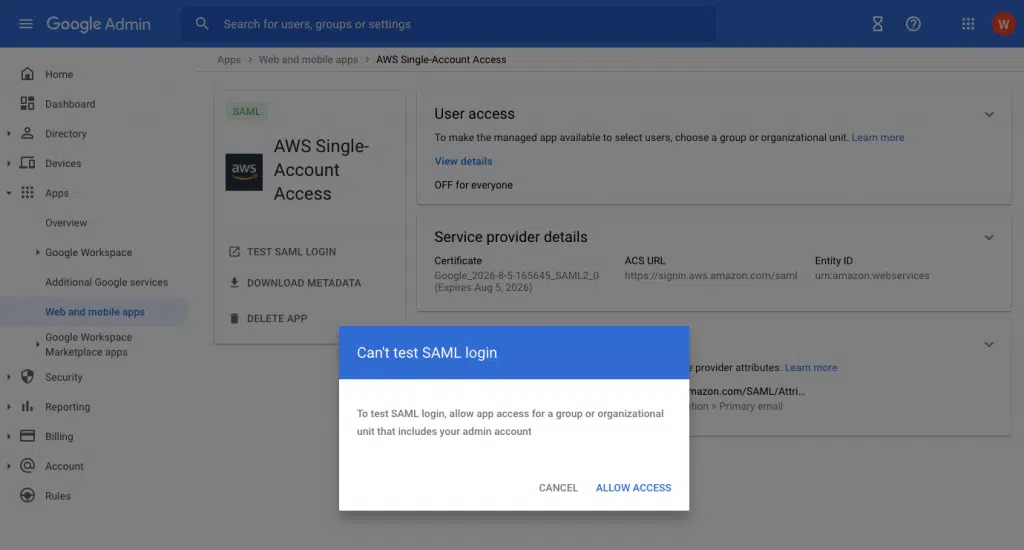 Google Admin
Search for users, groups or settings
W
Apps > Web and mobile apps > AWS Single-Account Access
Home
Dashboard
Directory
Devices
Apps
Overview
Google Workspace
Additional Google services
Web and mobile apps
Google Workspace
Marketplace apps
Security
Reporting
Billing
Account
Rules
SAML
aws
AWS Single-
Account
Access
TEST SAML LOGIN
DOWNLOAD METADATA
DELETE APP
User access
To make the managed app available to select users, choose a group or organizational unit. Learn more
View details
OFF for everyone
Service provider details
Certificate
Google_2026-8-5-165645_SAML2_0
(Expires Aug 5, 2026)
ACS URL
https://signin.aws.amazon.com/saml
Entity ID
urn:amazon:webservices
e provider attributes. Learn more
mazon.com/SAML/Attri...
tion > Primary email
Can't test SAML login
To test SAML login, allow app access for a group or organizational
unit that includes your admin account
CANCEL
ALLOW ACCESS